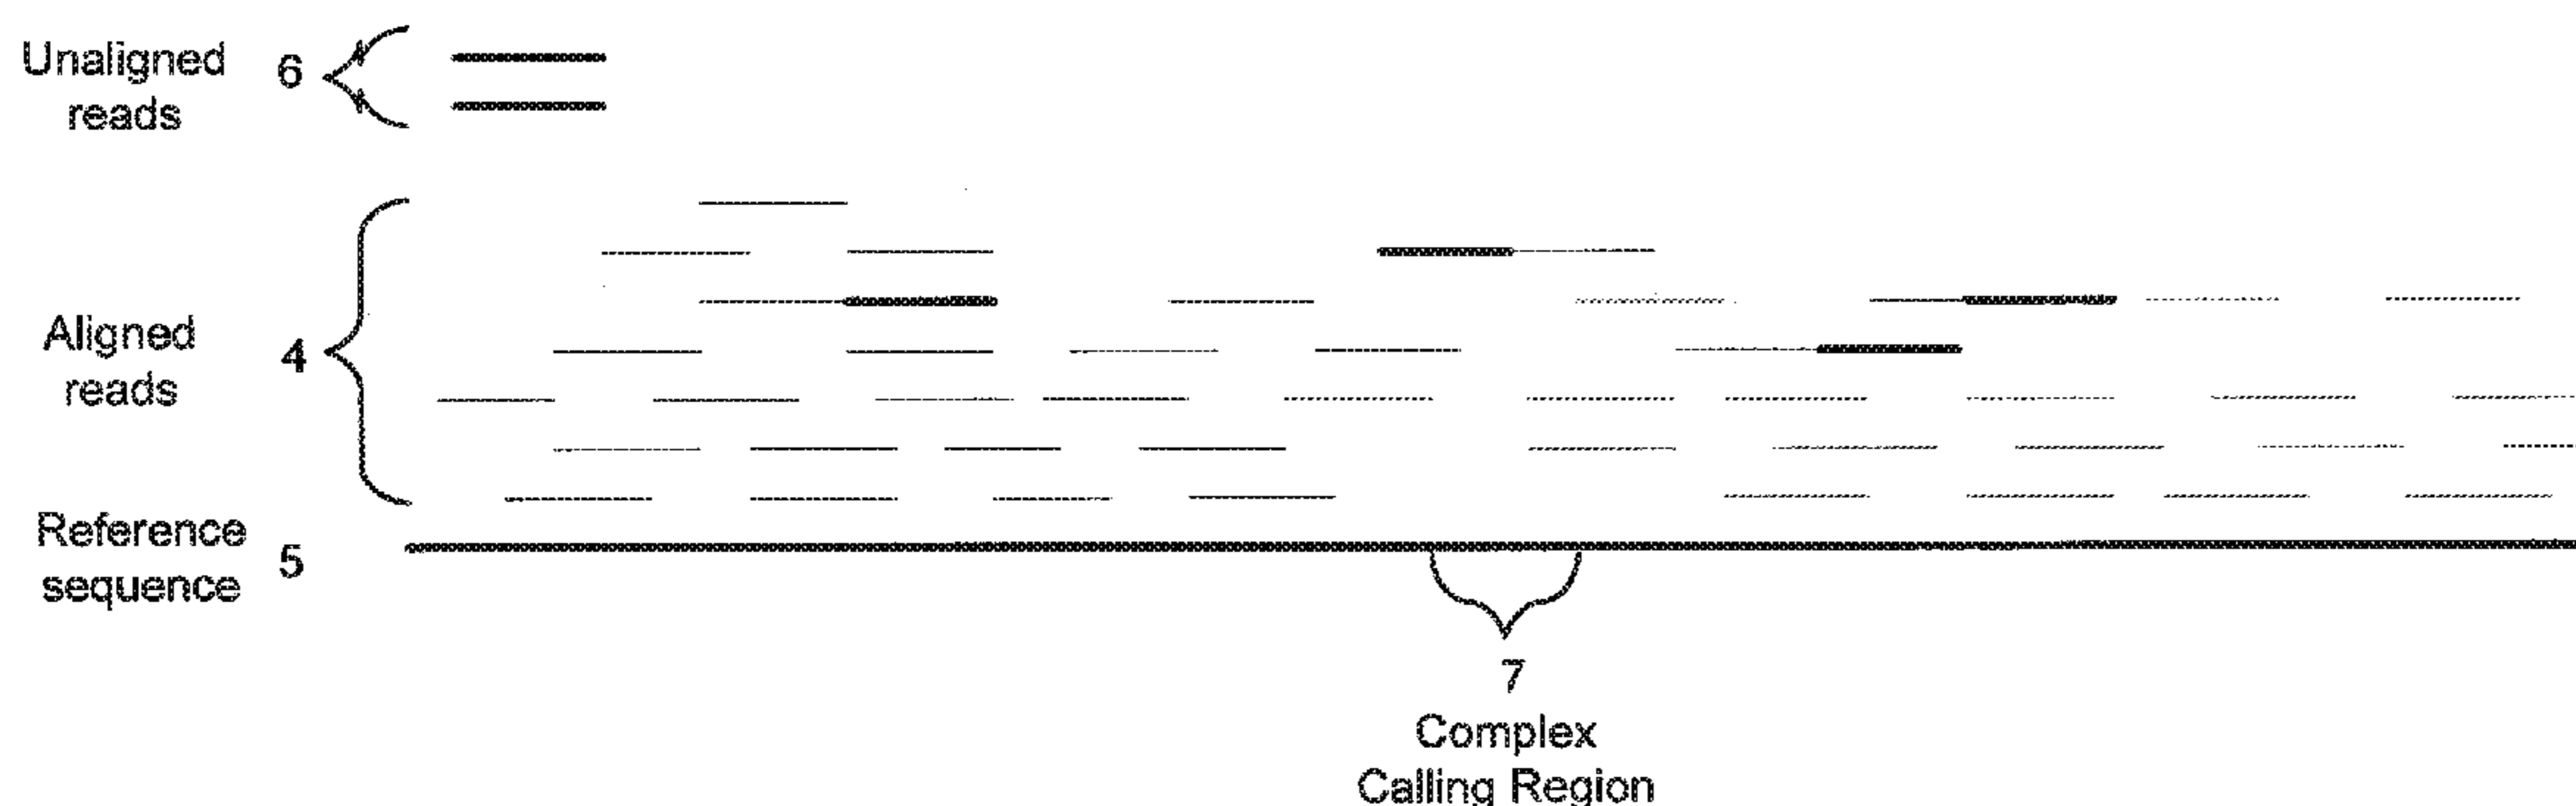 Unaligned
reads
6
Aligned
reads
4
Reference
sequence
5
7
Complex
Calling Region